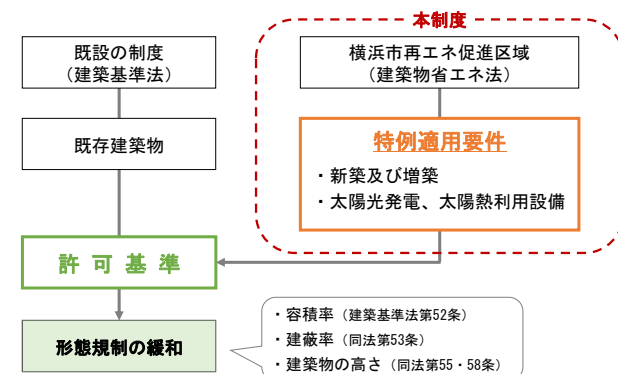 本制度
既設の制度
（建築基準法）
横浜市再エネ促進区域
（建築物省エネ法）
既存建築物
特例適用要件
・新築及び増築
・太陽光発電、太陽熱利用設備
許可基準
形態規制の緩和
・容積率（建築基準法第52条）
・建蔽率（同法第53条）
・建築物の高さ（同法第55・58条）